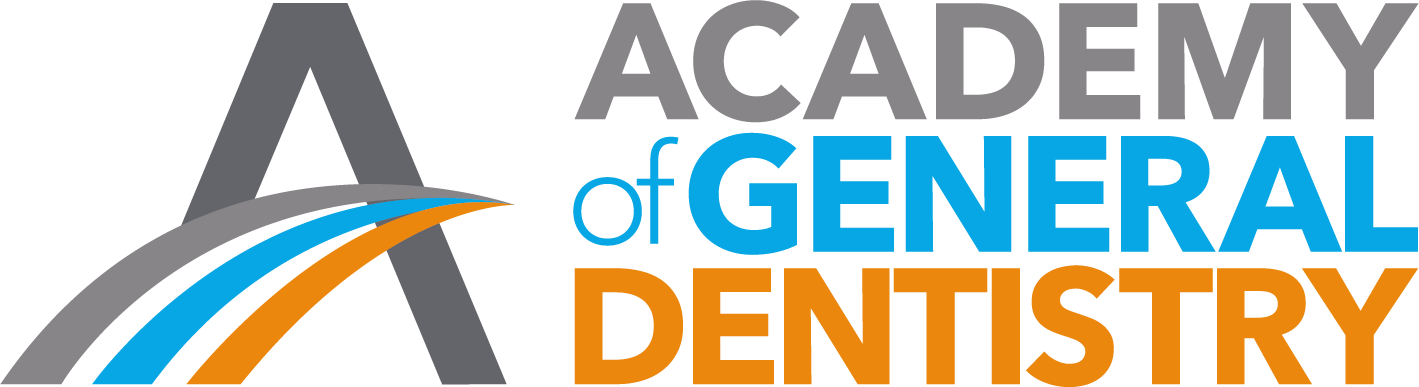 ACADEMY
of GENERAL
DENTISTRY